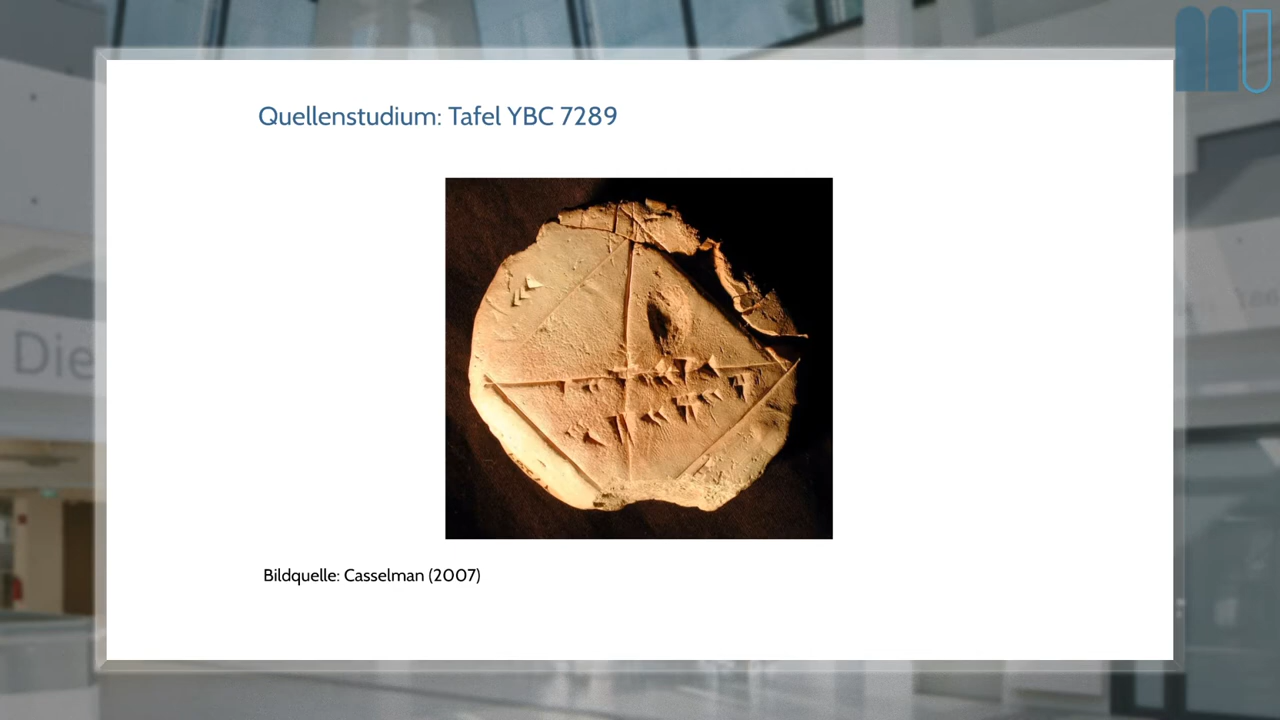 Quellenstudium: Tafel YBC 7289
Die
Bildquelle: Casselman (2007)